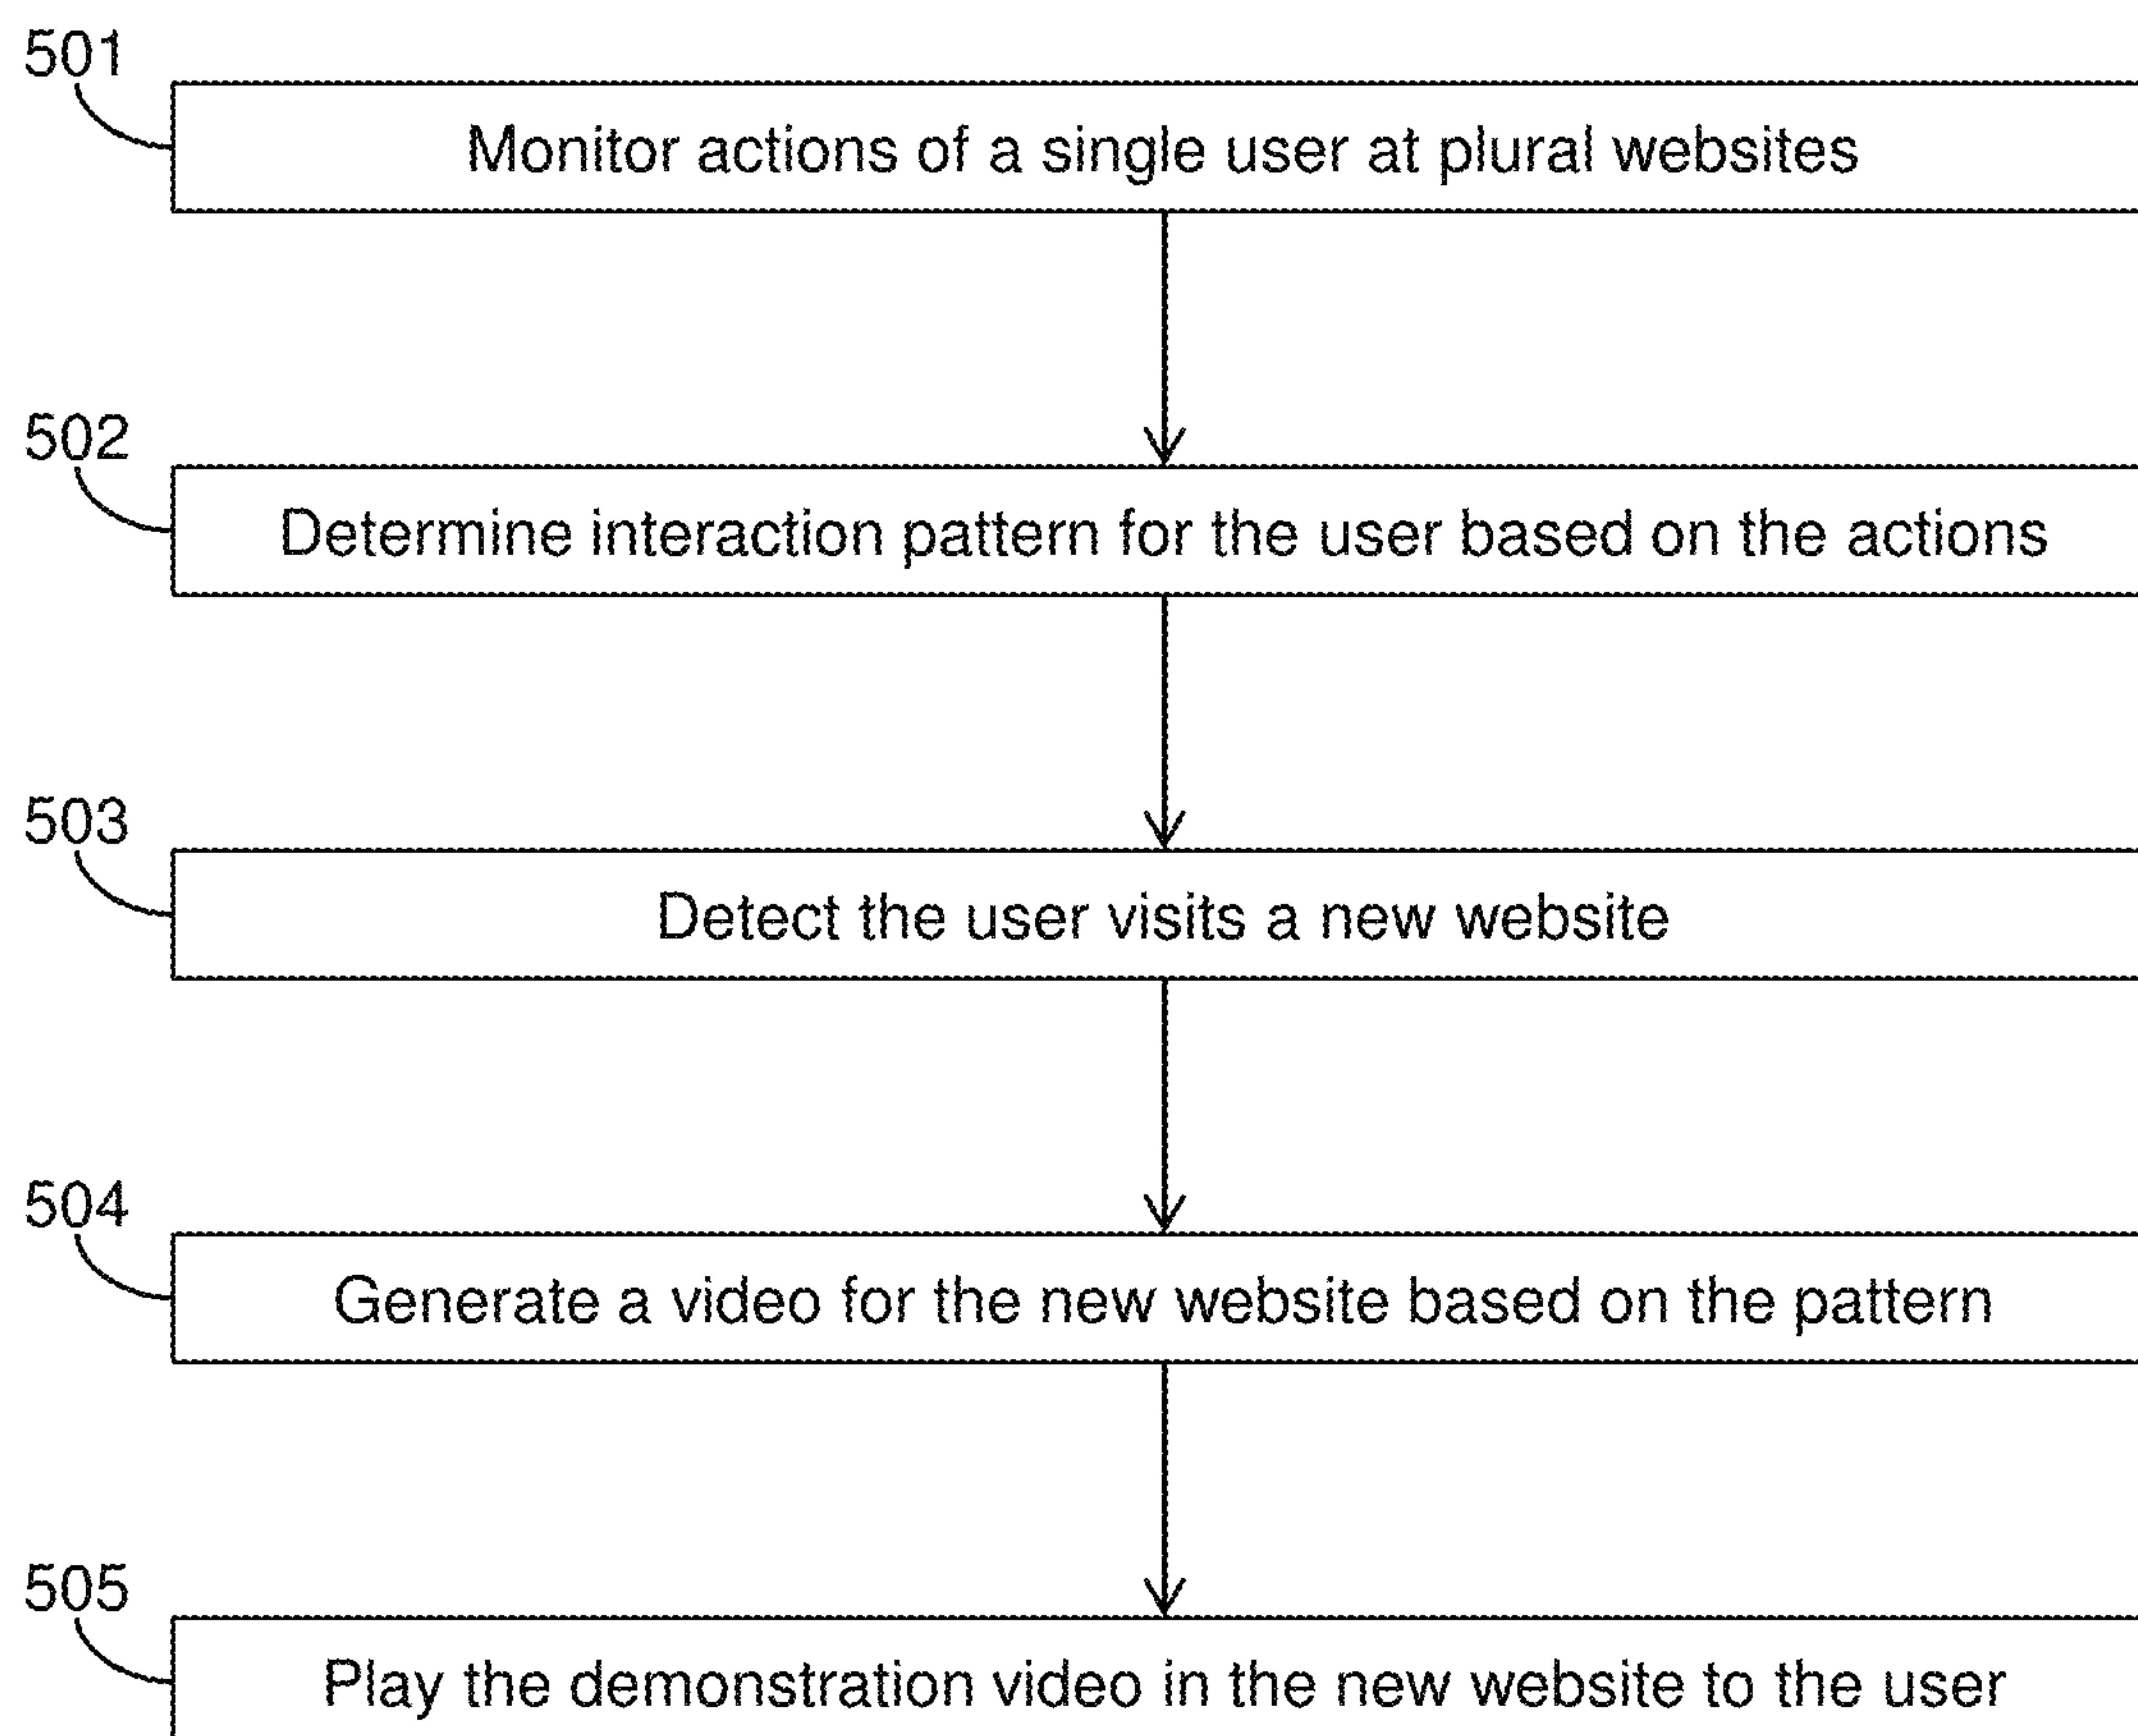 501
Monitor actions of a single user at plural websites
502
Determine interaction pattern for the user based on the actions
503
Detect the user visits a new website
504
Generate a video for the new website based on the pattern
505
Play the demonstration video in the new website to the user